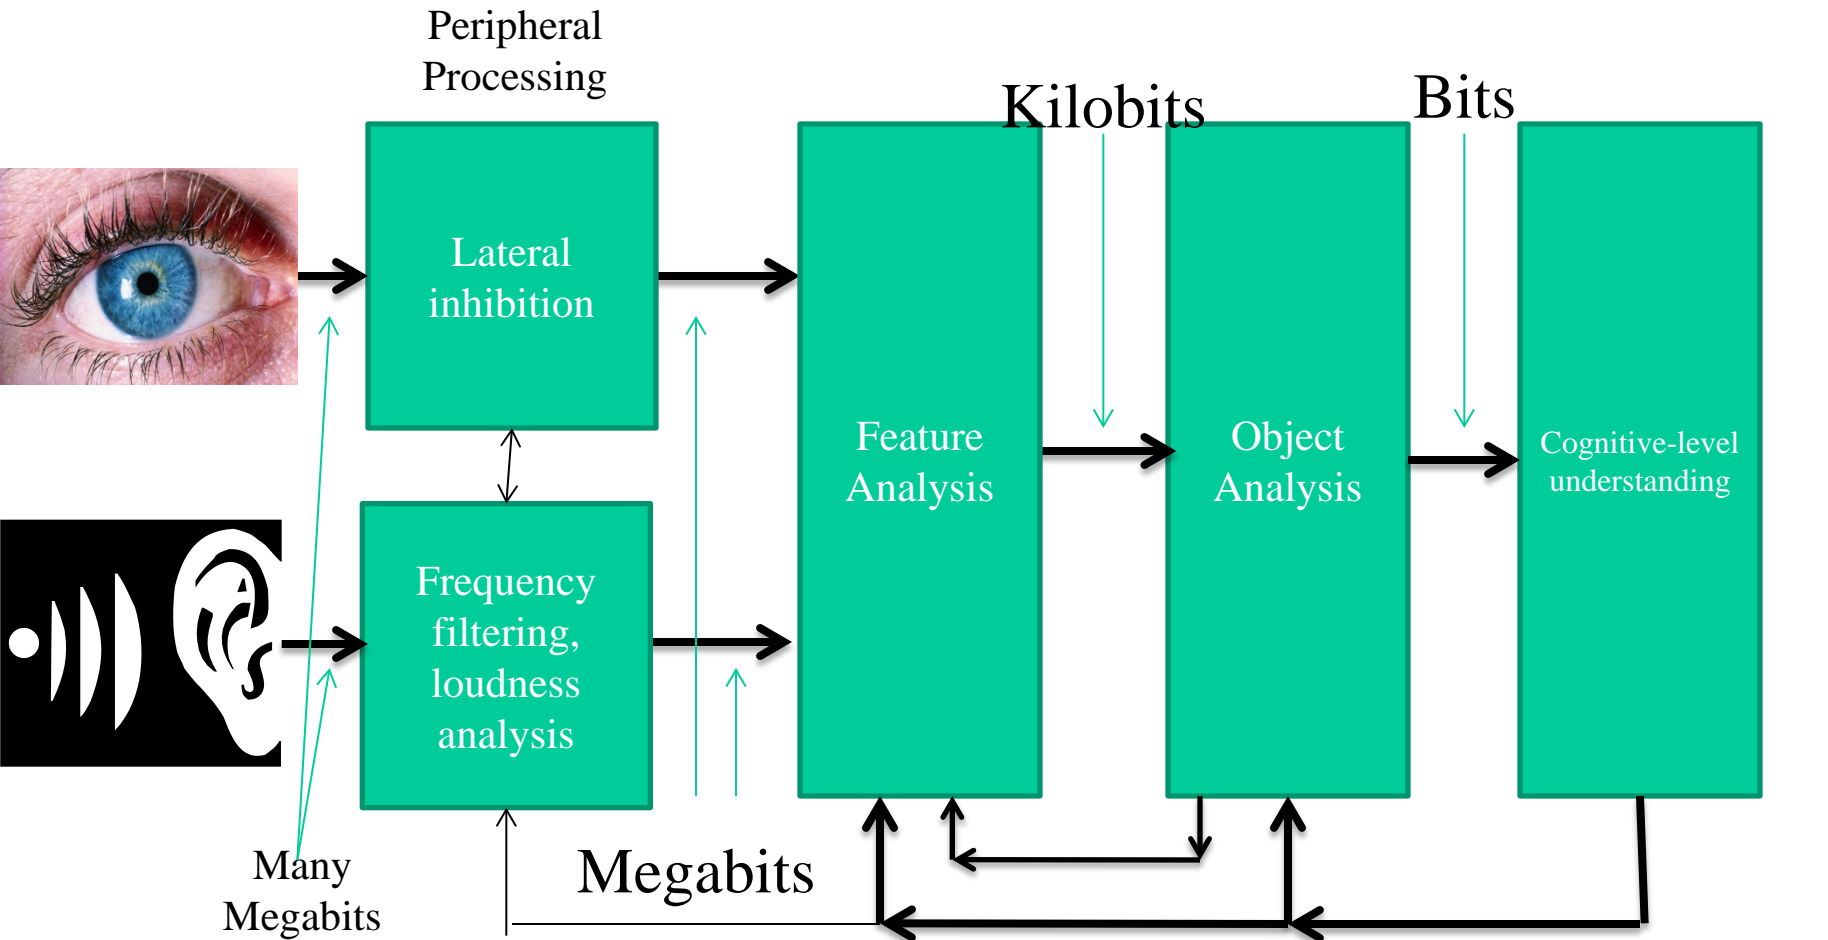 Peripheral
Processing
Kilobits
Bits
Lateral
inhibition
Feature
Analysis
Object
Analysis
Cognitive-level
understanding
Frequency
filtering,
loudness
analysis
Many
Megabits
Megabits